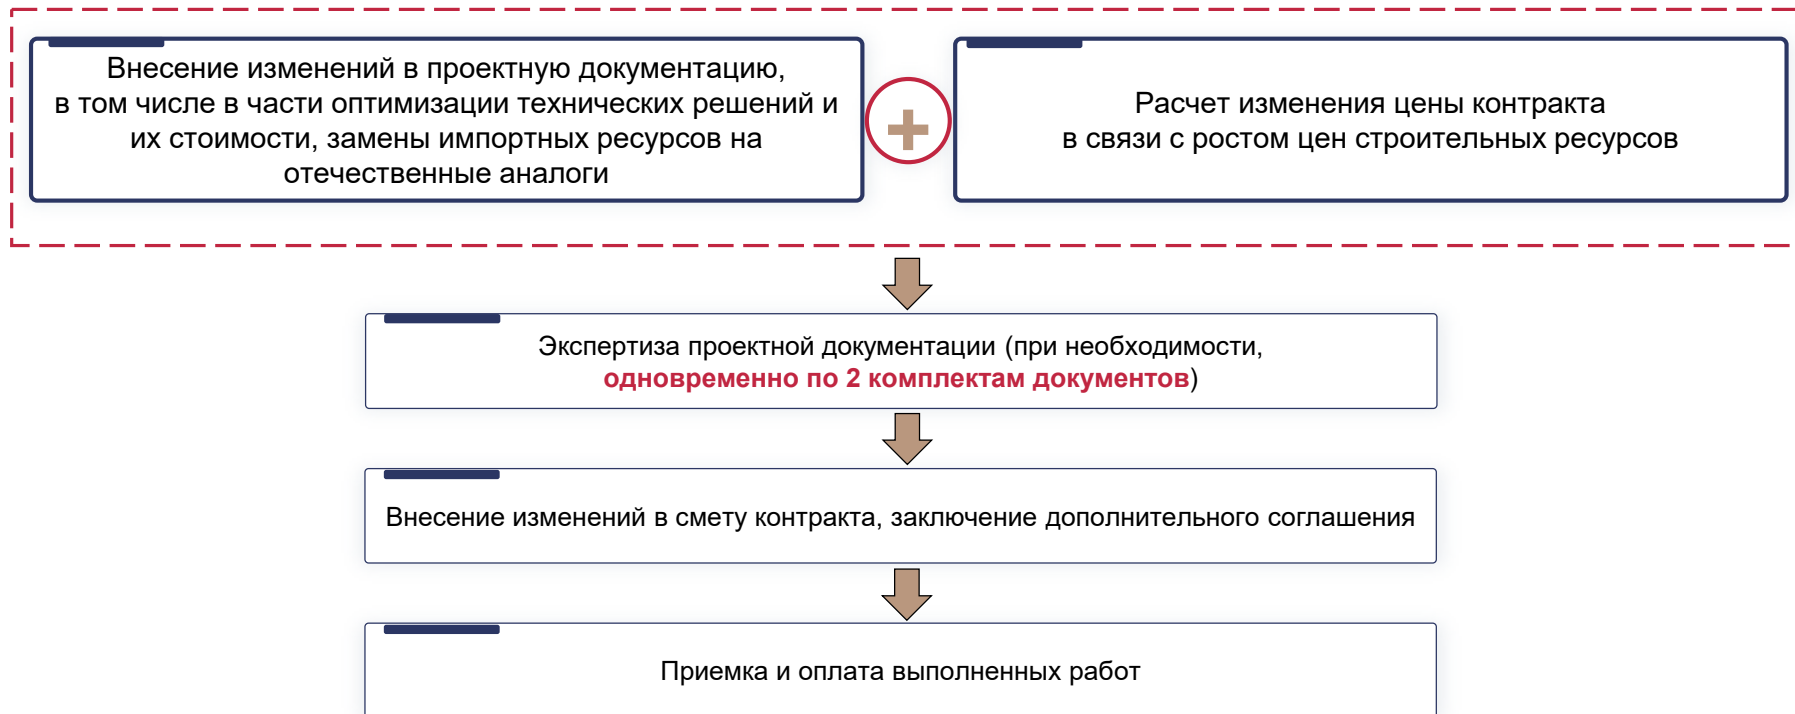 Внесение изменений в проектную документацию,
в том числе в части оптимизации технических решений и
их стоимости, замены импортных ресурсов на
отечественные аналоги
Расчет изменения цены контракта
в связи с ростом цен строительных ресурсов
Экспертиза проектной документации (при необходимости,
одновременно по 2 комплектам документов)
Внесение изменений в смету контракта, заключение дополнительного соглашения
Приемка и оплата выполненных работ